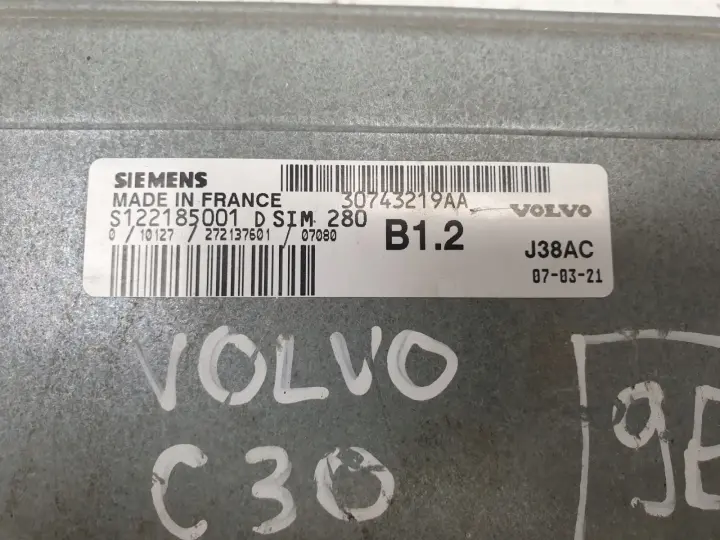 SIEMENS
MADE IN FRANCE 30743219AA VOLVO
S122185001 D SIM 280
0 / 10127 / 272137601 / 07080
B1.2
J38AC
07-03-21
VOLVO
C30
9E